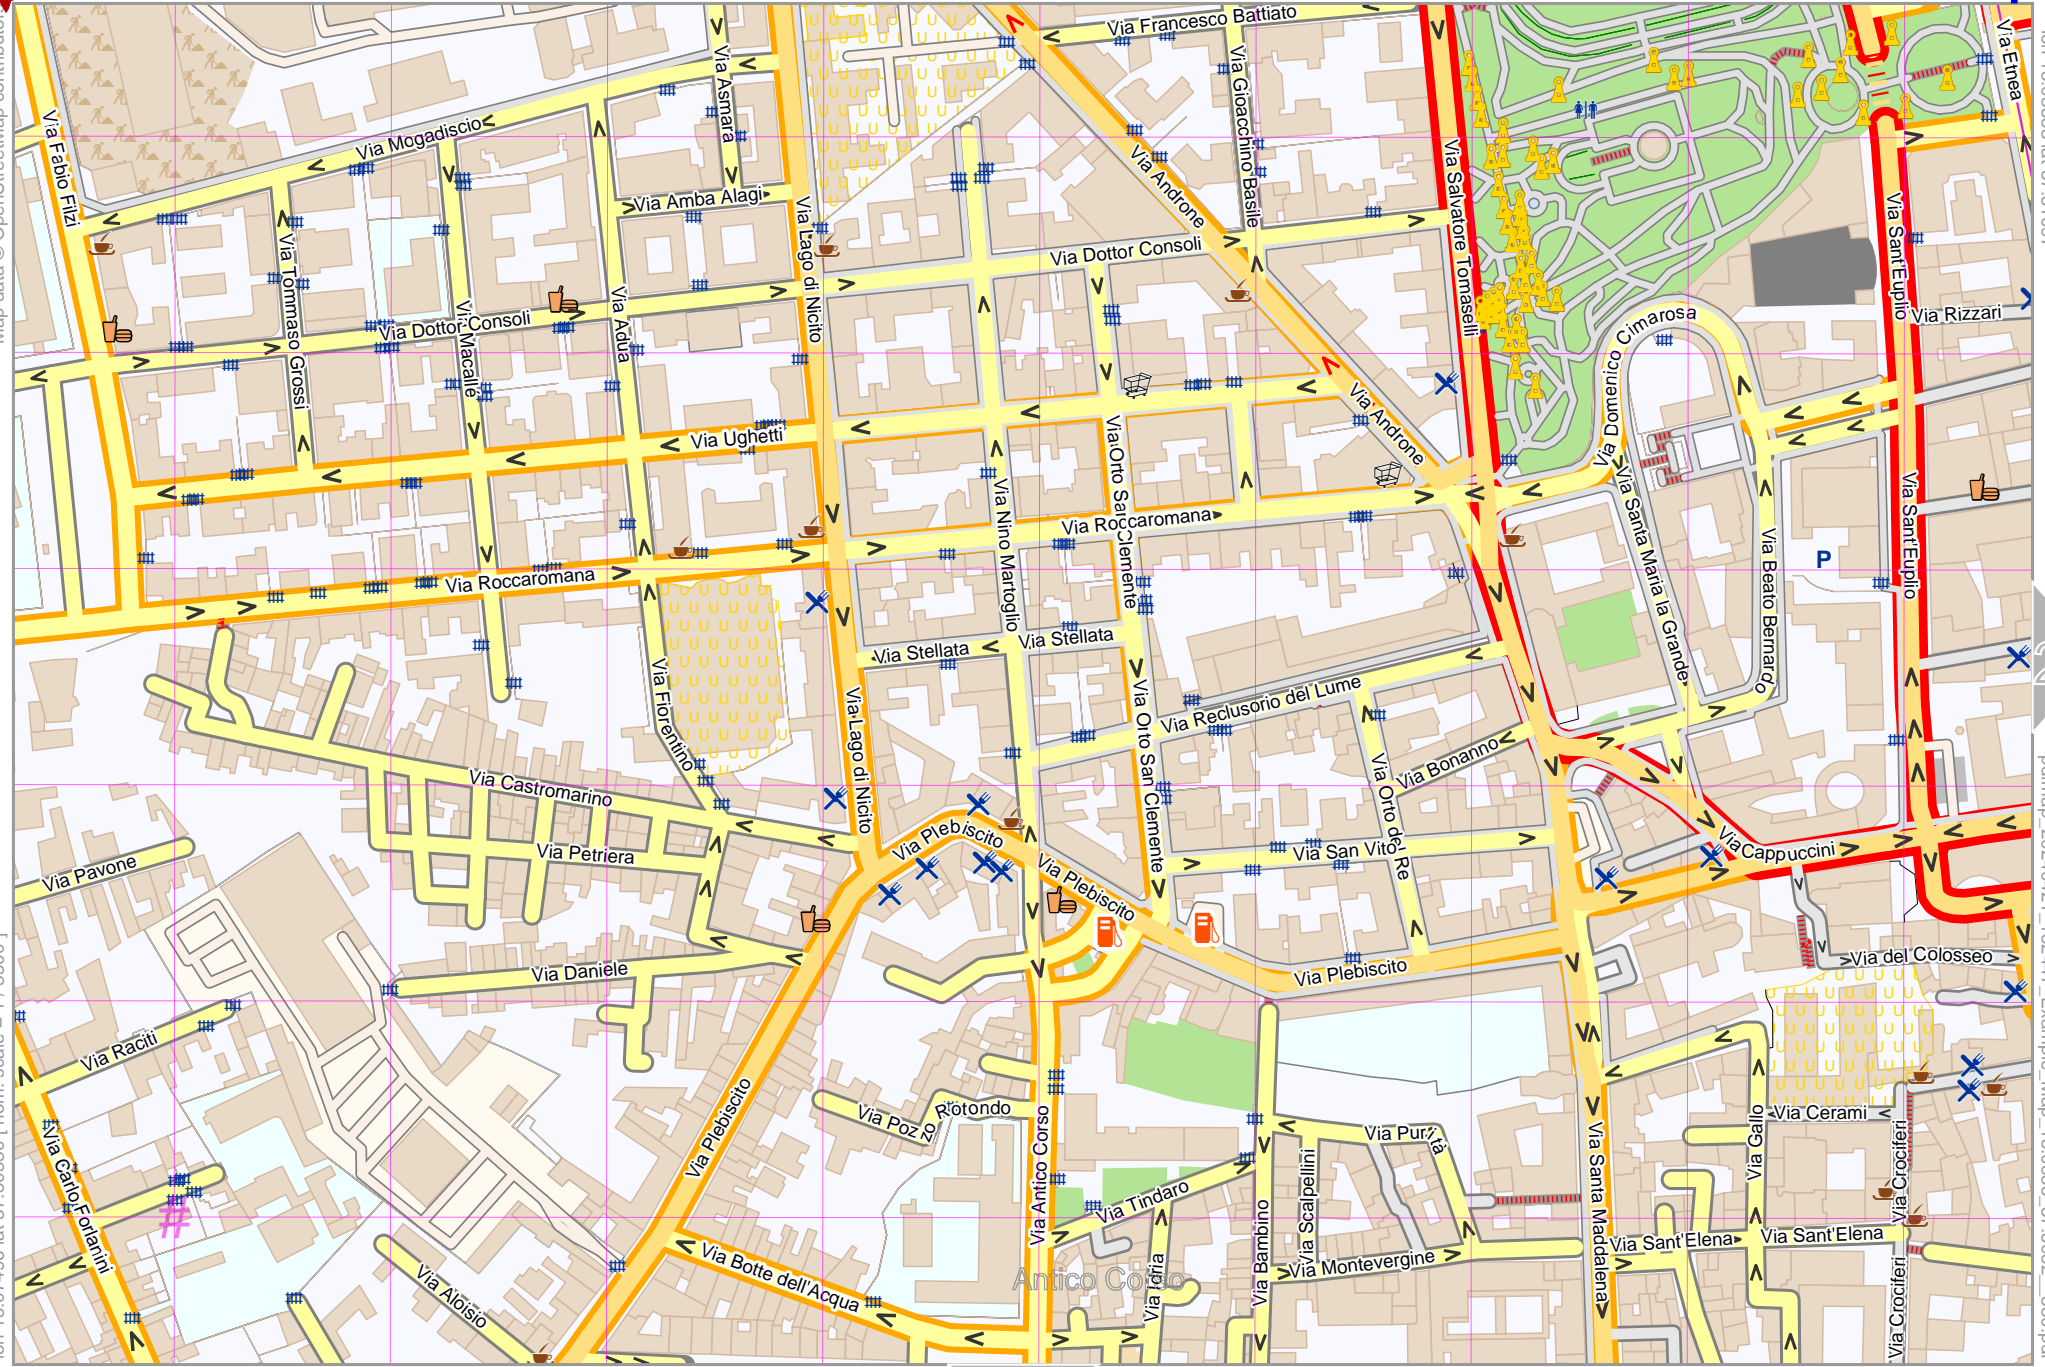 Via Francesco Battiato
Via Etnea
Via Fabio Filzi
Via Asmara
Via Gioacchino Basile
Via Mogadiscio
Via Androne
Via Salvatore Tomaselli
Via Amba Alagi
Via Lago di Nicito
Via Sant'Euplio
Via Tommaso Grossi
Via Dottor Consoli
Via Dottor Consoli
Via Macallè
Via Adua
Via Rizzari
Via Domenico Cimarosa
Via Androne
Via Ughetti
Via Orto San Clemente
Via Nino Martoglio
Via Roccaromana
Via Roccaromana
Via Santa Maria la Grande
Via Beato Bernardo
Via Sant'Euplio
P
Via Stellata
Via Stellata
Via Fiorentino
Via Lago di Nicito
Via Orto San Clemente
Via Reclusorio del Lume
Via Bonanno
Via Orto del Re
Via Castromarino
Via Petriera
Via Plebiscito
Via Plebiscito
Via San Vito
Via Cappuccini
Via Pavone
Via Daniele
Via Plebiscito
Via del Colosseo
Via Raciti
Via Plebiscito
Via Pozzo
Rotondo
Via Antico Corso
Via Purità
Via Cerami
Via Gallo
Via Crociferi
Via Carlo Forlanini
Via Tindaro
Via Scalpellini
Via Bambino
Via Santa Maddalena
Via Sant'Elena
Via Sant'Elena
Via Montevergine
Via Idria
Antico Corso
Via Botte dell'Acqua
Via Aloisio
Via Crociferi
#
2